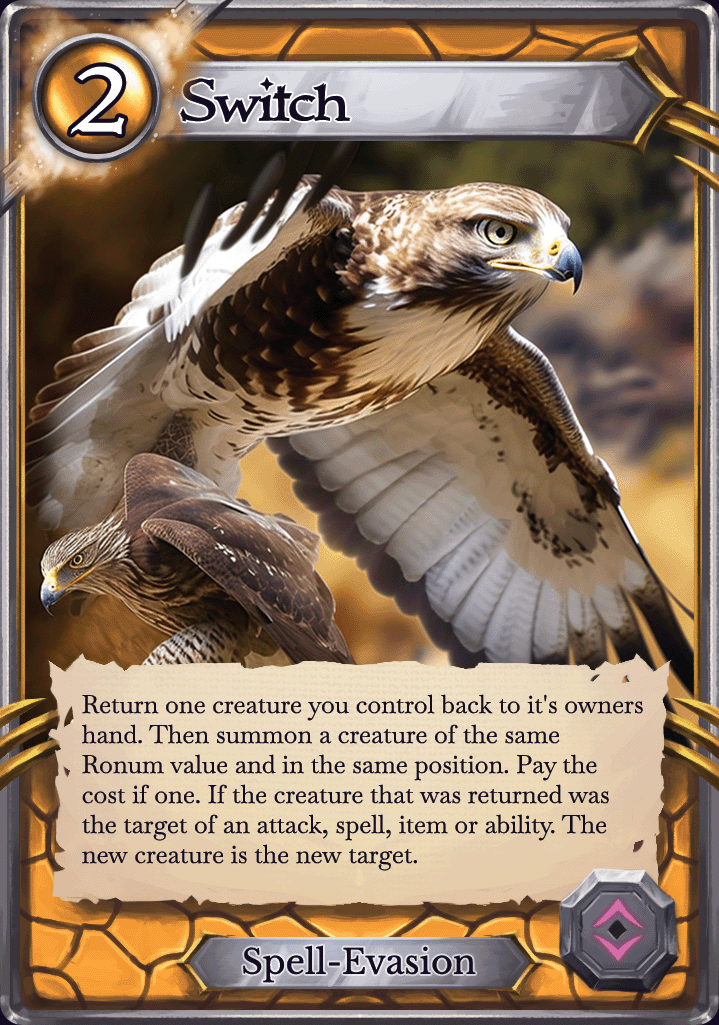 2
Switch
Return one creature you control back to it's owners
hand. Then summon a creature of the same
Ronum value and in the same position. Pay the
cost if one. If the creature that was returned was
the target of an attack, spell, item or ability. The
new creature is the new target.
Spell-Evasion